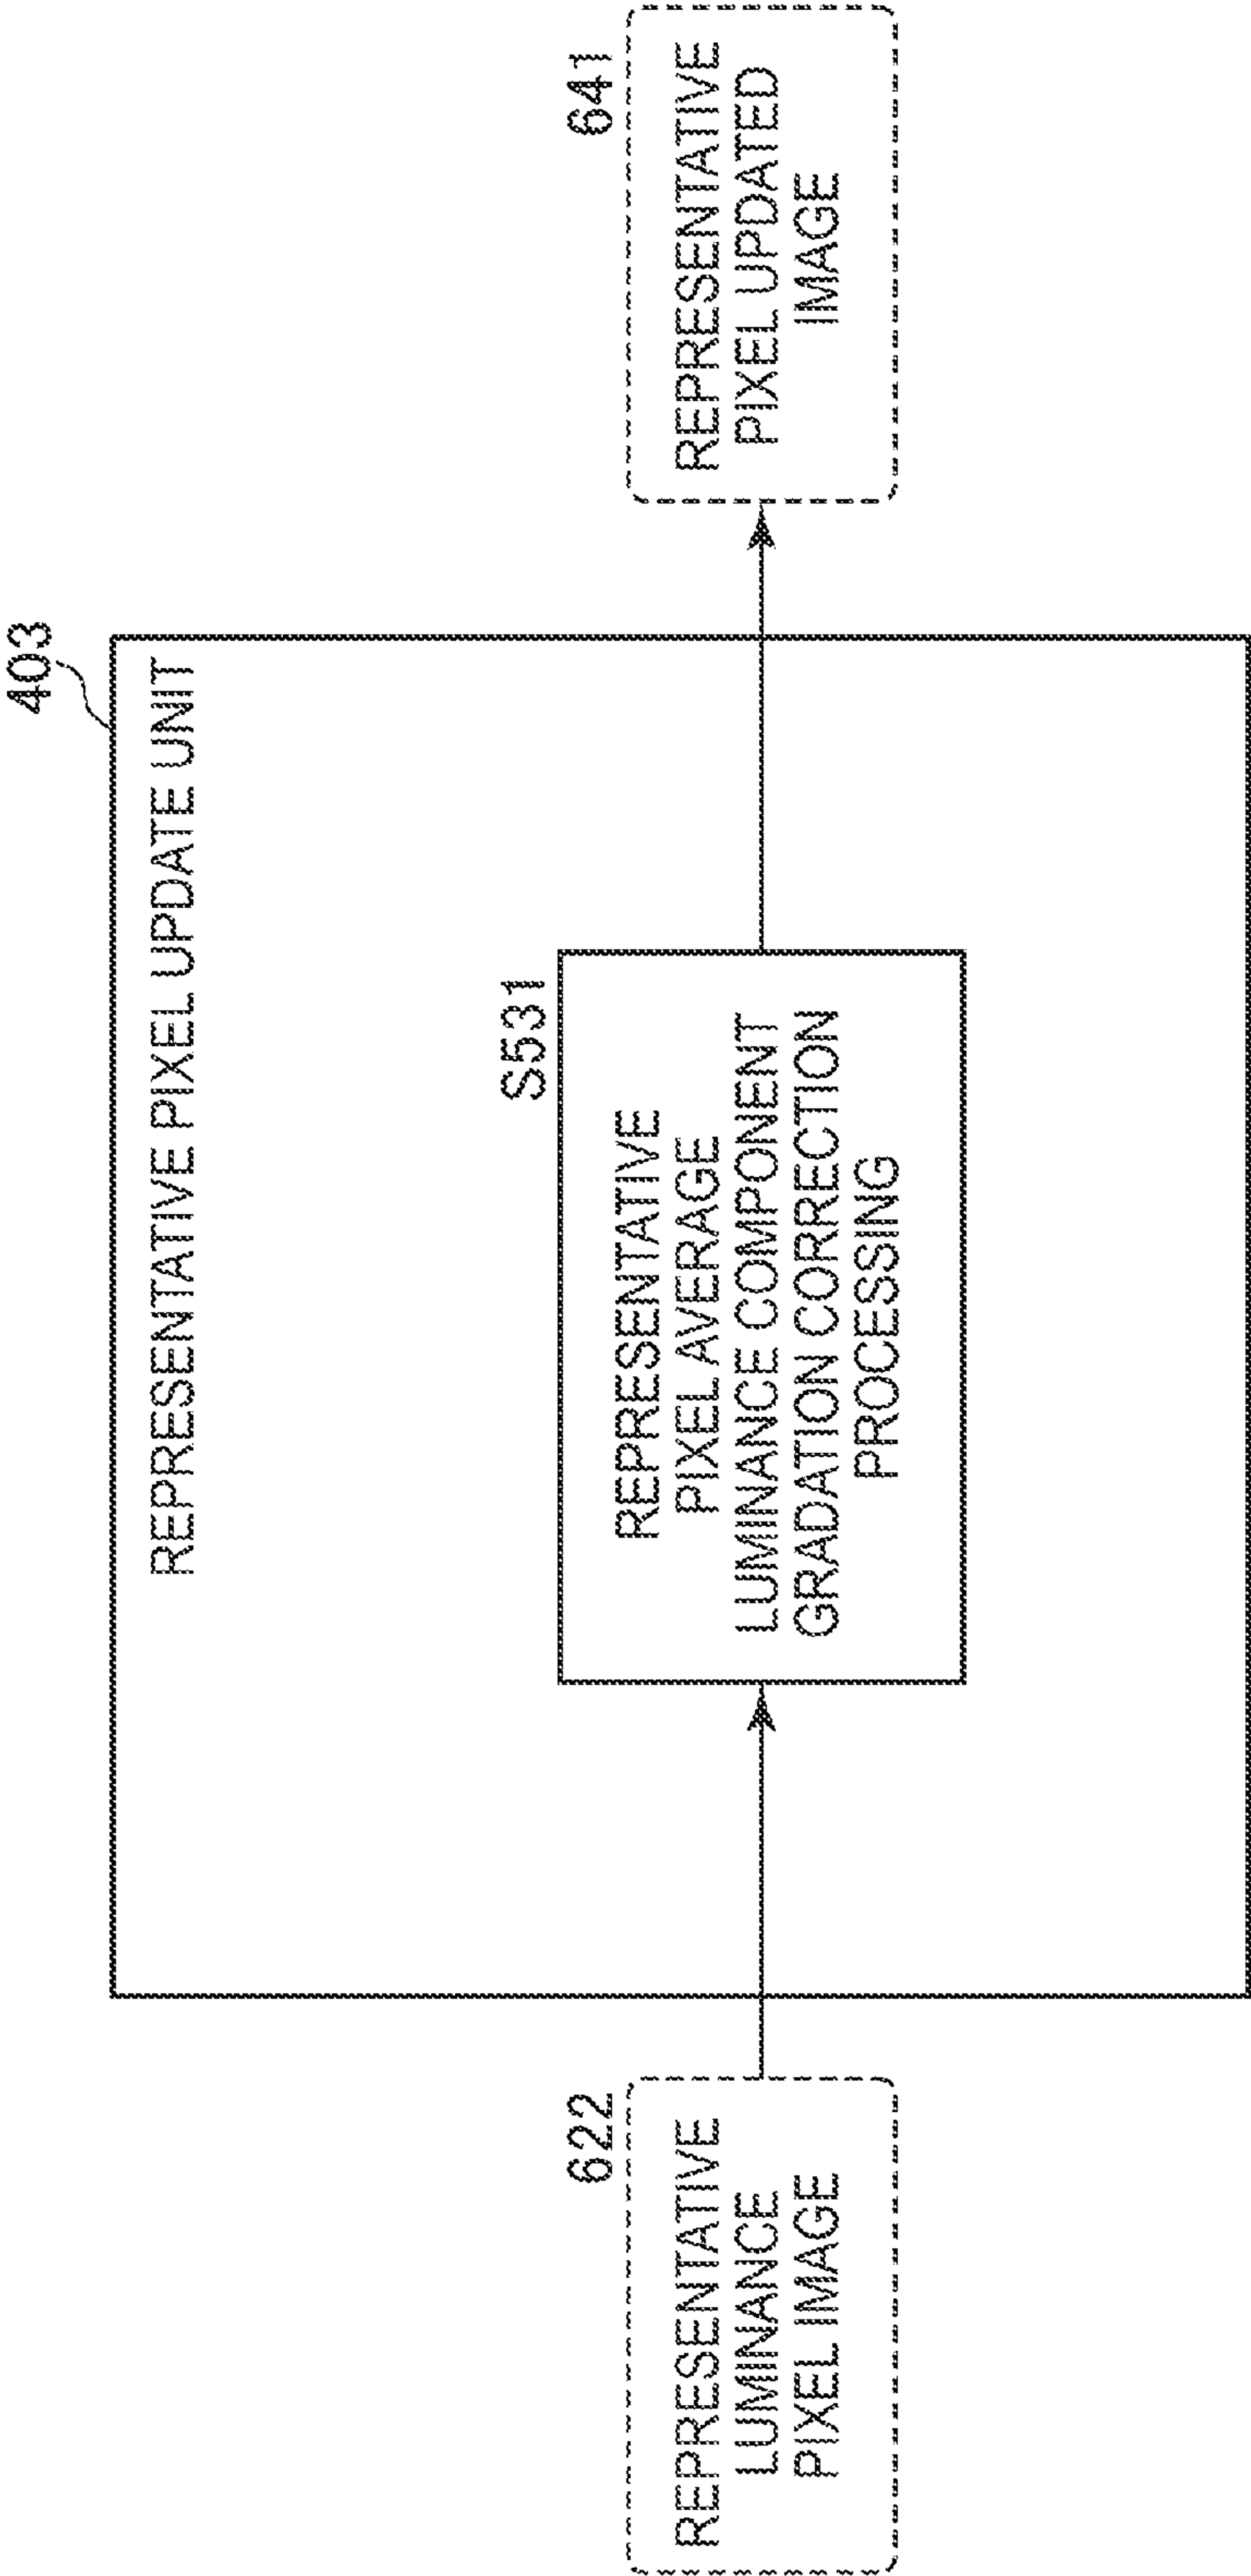 403
REPRESENTATIVE PIXEL UPDATE UNIT
622
REPRESENTATIVE
LUMINANCE
PIXEL IMAGE
S531
REPRESENTATIVE
PIXEL AVERAGE
LUMINANCE COMPONENT
GRADATION CORRECTION
PROCESSING
641
REPRESENTATIVE
PIXEL UPDATED
IMAGE